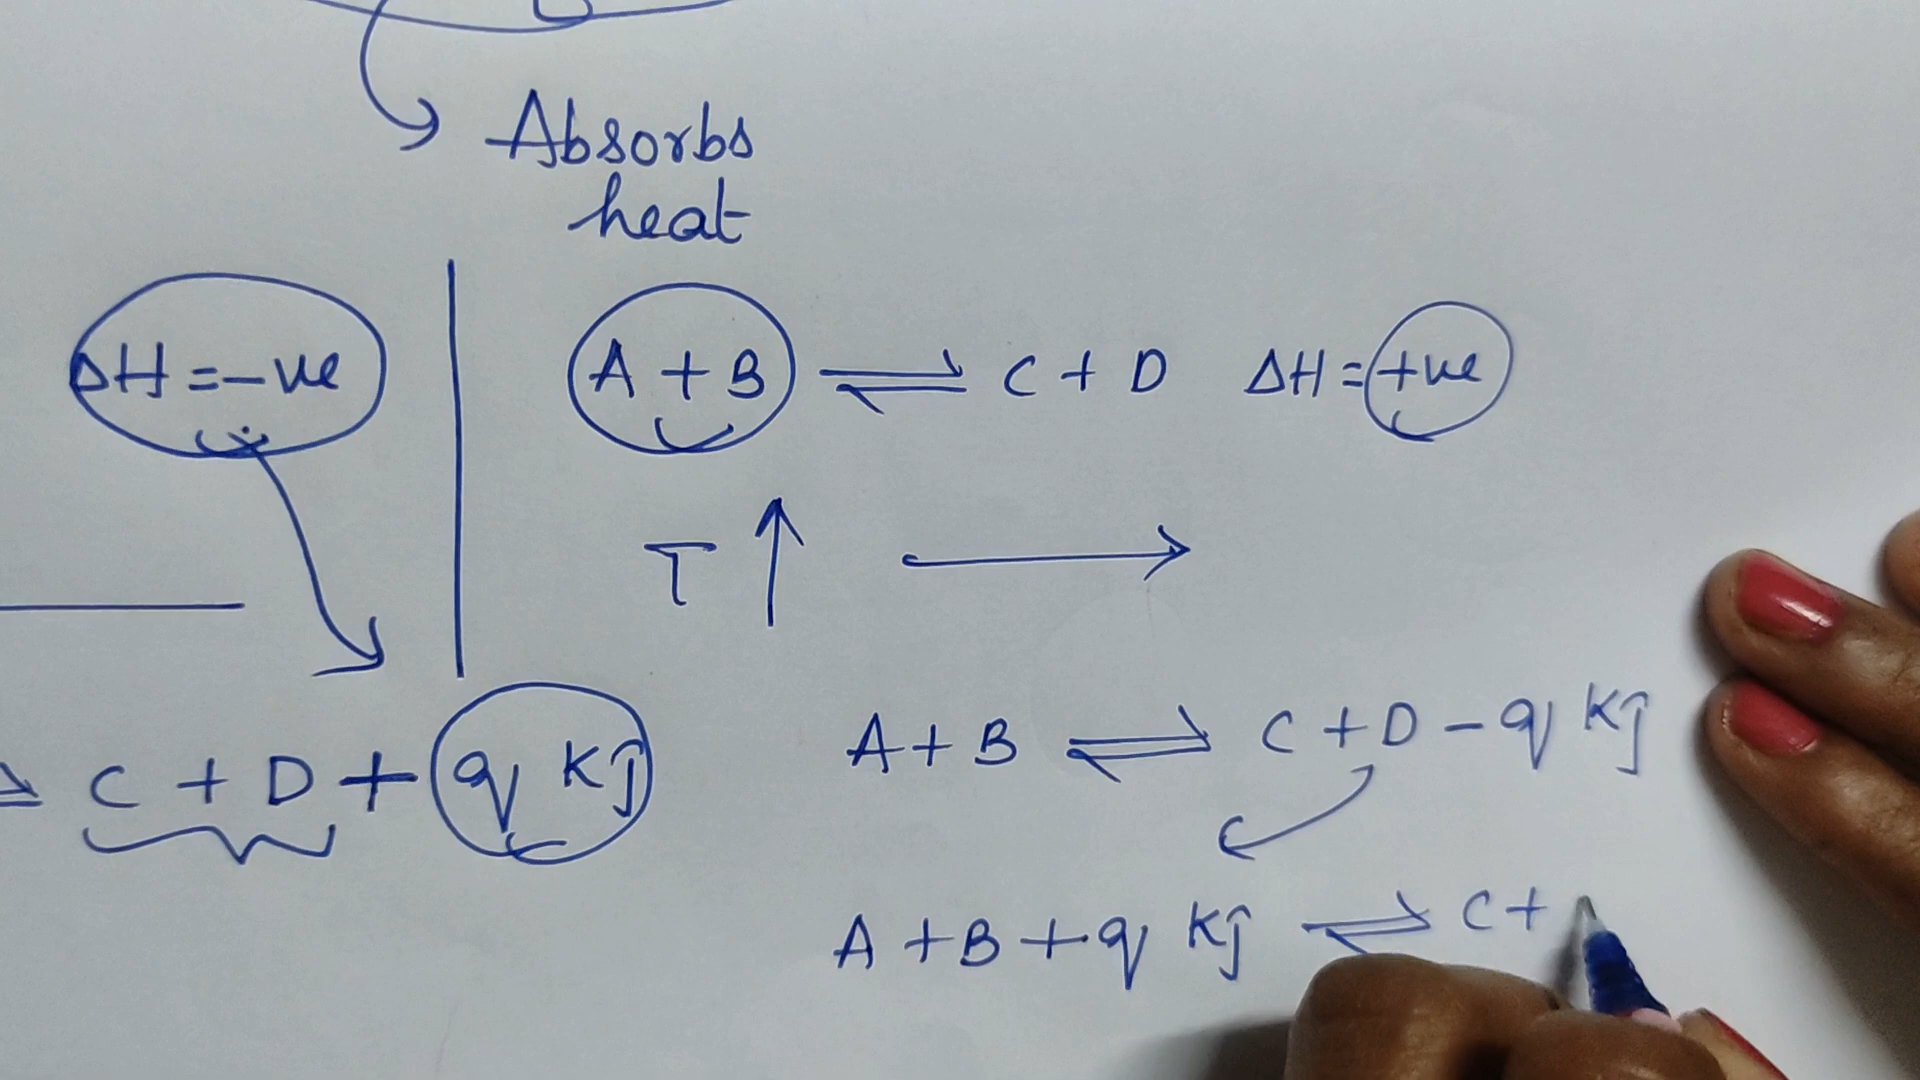 Absorbs
heat
ΔH = -ve
A + B ⇌ C + D ΔH = +ve
T ↑ →
⇌ C + D + q KJ
A + B ⇌ C + D - q KJ
A + B + q KJ ⇌ C +